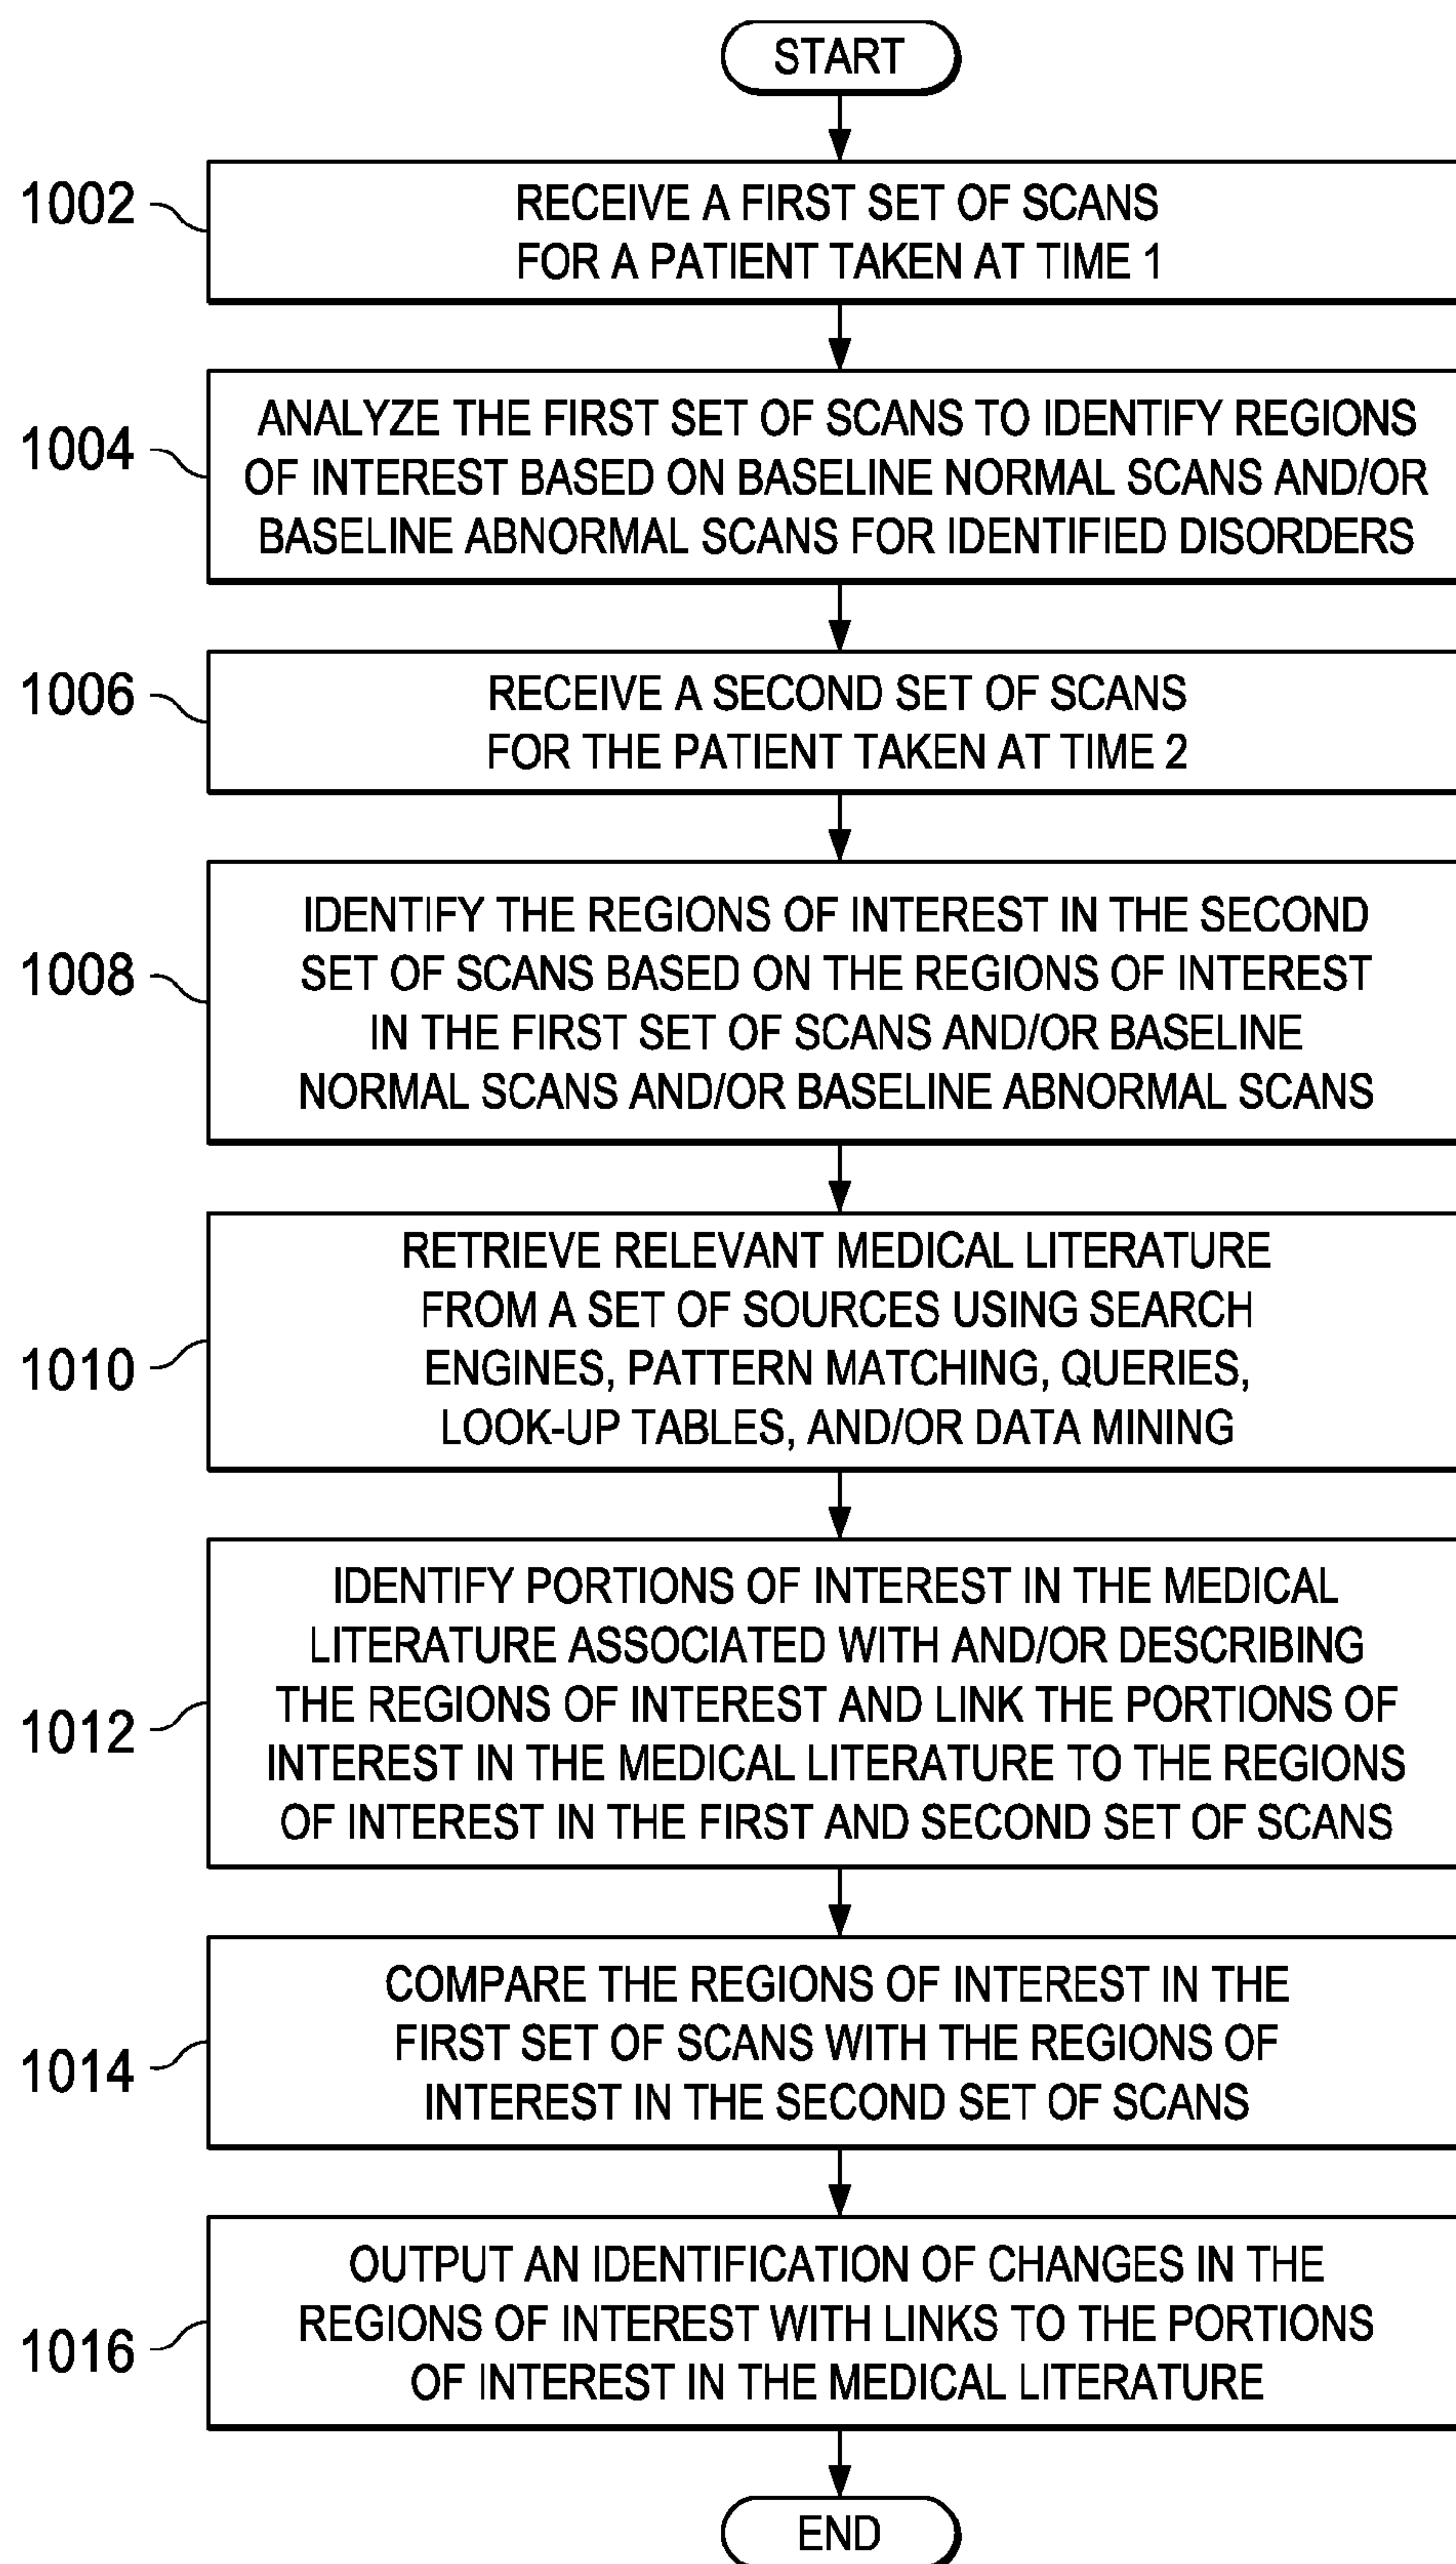 START
1002
RECEIVE A FIRST SET OF SCANS
FOR A PATIENT TAKEN AT TIME 1
1004
ANALYZE THE FIRST SET OF SCANS TO IDENTIFY REGIONS
OF INTEREST BASED ON BASELINE NORMAL SCANS AND/OR
BASELINE ABNORMAL SCANS FOR IDENTIFIED DISORDERS
1006
RECEIVE A SECOND SET OF SCANS
FOR THE PATIENT TAKEN AT TIME 2
1008
IDENTIFY THE REGIONS OF INTEREST IN THE SECOND
SET OF SCANS BASED ON THE REGIONS OF INTEREST
IN THE FIRST SET OF SCANS AND/OR BASELINE
NORMAL SCANS AND/OR BASELINE ABNORMAL SCANS
1010
RETRIEVE RELEVANT MEDICAL LITERATURE
FROM A SET OF SOURCES USING SEARCH
ENGINES, PATTERN MATCHING, QUERIES,
LOOK-UP TABLES, AND/OR DATA MINING
1012
IDENTIFY PORTIONS OF INTEREST IN THE MEDICAL
LITERATURE ASSOCIATED WITH AND/OR DESCRIBING
THE REGIONS OF INTEREST AND LINK THE PORTIONS OF
INTEREST IN THE MEDICAL LITERATURE TO THE REGIONS
OF INTEREST IN THE FIRST AND SECOND SET OF SCANS
1014
COMPARE THE REGIONS OF INTEREST IN THE
FIRST SET OF SCANS WITH THE REGIONS OF
INTEREST IN THE SECOND SET OF SCANS
1016
OUTPUT AN IDENTIFICATION OF CHANGES IN THE
REGIONS OF INTEREST WITH LINKS TO THE PORTIONS
OF INTEREST IN THE MEDICAL LITERATURE
END